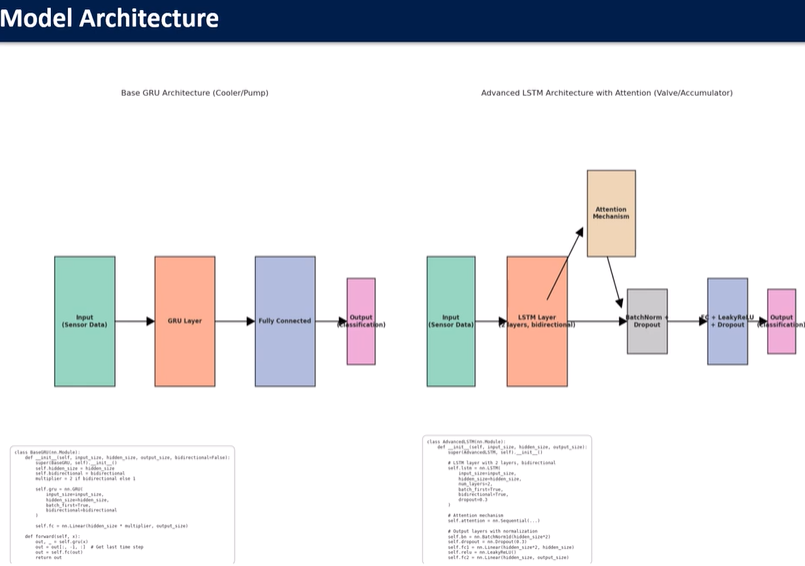 Model Architecture
Base GRU Architecture (Cooler/Pump)
Advanced LSTM Architecture with Attention (Valve/Accumulator)
Attention
Mechanism
Input
(Sensor Data)
GRU Layer
Fully Connected
Output
(Classification)
Input
(Sensor Data)
LSTM Layer
(2 layers, bidirectional)
BatchNorm +
Dropout
FC + LeakyReLU
+ Dropout
Output
(Classification)
class BaseGRU(nn.Module):
def __init__(self, input_size, hidden_size, output_size, bidirectional=False):
super(BaseGRU, self).__init__()
self.hidden_size = hidden_size
self.bidirectional = bidirectional
multiplier = 2 if bidirectional else 1
self.gru = nn.GRU(
input_size=input_size,
hidden_size=hidden_size,
batch_first=True,
bidirectional=bidirectional
)
self.fc = nn.Linear(hidden_size * multiplier, output_size)
def forward(self, x):
out, _ = self.gru(x)
out = out[:, -1, :] # Get last time step
out = self.fc(out)
return out
class AdvancedLSTM(nn.Module):
def __init__(self, input_size, hidden_size, output_size):
super(AdvancedLSTM, self).__init__()
# LSTM layer with 2 layers, bidirectional
self.lstm = nn.LSTM(
input_size=input_size,
hidden_size=hidden_size,
num_layers=2,
batch_first=True,
bidirectional=True,
dropout=0.3
)
# Attention mechanism
self.attention = nn.Sequential(...)
# Output layers with normalization
self.bn = nn.BatchNorm1d(hidden_size*2)
self.dropout = nn.Dropout(0.3)
self.fc1 = nn.Linear(hidden_size*2, hidden_size)
self.relu = nn.LeakyReLU()
self.fc2 = nn.Linear(hidden_size, output_size)